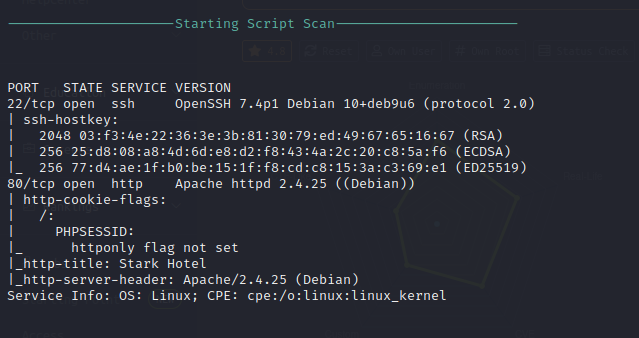 Starting Script Scan
PORT   STATE SERVICE VERSION
22/tcp open  ssh     OpenSSH 7.4p1 Debian 10+deb9u6 (protocol 2.0)
| ssh-hostkey:
|   2048 03:f3:4e:22:36:3e:3b:81:30:79:ed:49:67:65:16:67 (RSA)
|   256 25:d8:08:a8:4d:6d:e8:d2:f8:43:4a:2c:20:c8:5a:f6 (ECDSA)
|_  256 77:d4:ae:1f:b0:be:15:1f:f8:cd:c8:15:3a:c3:69:e1 (ED25519)
80/tcp open  http    Apache httpd 2.4.25 ((Debian))
| http-cookie-flags:
|   /:
|     PHPSESSID:
|_      httponly flag not set
|_http-title: Stark Hotel
|_http-server-header: Apache/2.4.25 (Debian)
Service Info: OS: Linux; CPE: cpe:/o:linux:linux_kernel